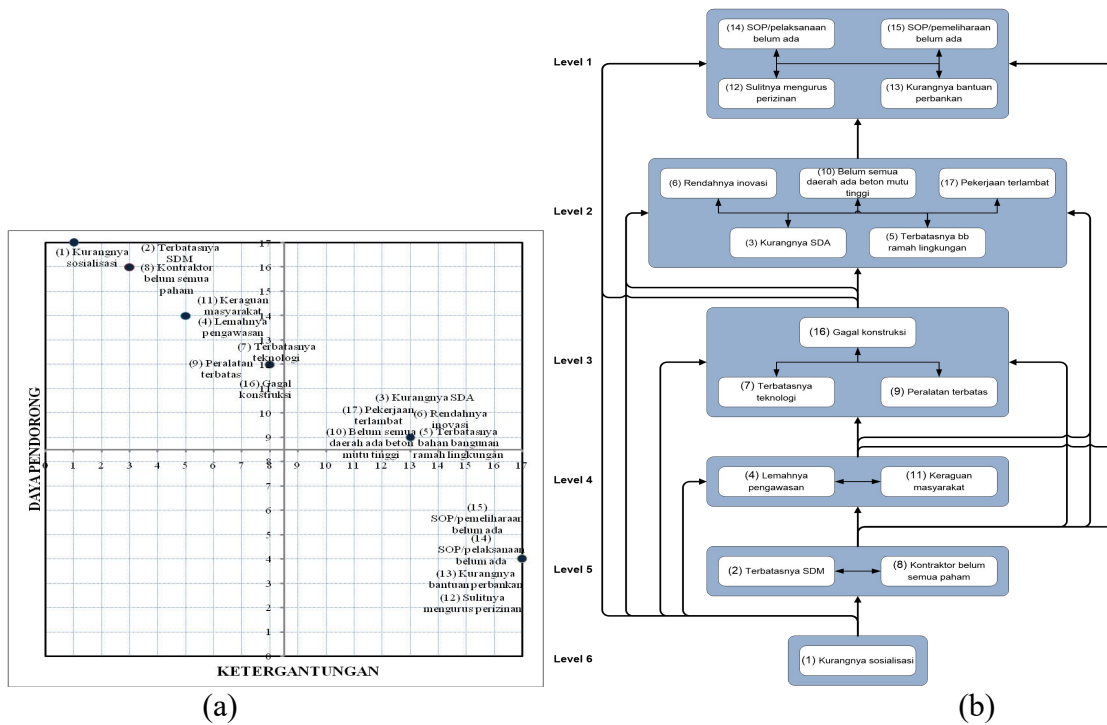 DAYA PENDORONG
17
16
15
14
13
12
11
10
9
8
7
6
5
4
3
2
1
0
0 1 2 3 4 5 6 7 8 9 10 11 12 13 14 15 16 17
(1) Kurangnya
sosialisasi
(2) Terbatasnya
SDM
(8) Kontraktor
belum semua
paham
(11) Keraguan
masyarakat
(4) Lemahnya
pengawasan
(7) Terbatasnya
teknologi
(9) Peralatan
terbatas
(16) Gagal
konstruksi
(3) Kurangnya SDA
(17) Pekerjaan
terlambat
(6) Rendahnya
inovasi
(10) Belum semua
daerah ada beton
mutu tinggi
(5) Terbatasnya
bahan bangunan
ramah lingkungan
(15)
SOP/pemeliharaan
belum ada
(14)
SOP/pelaksanaan
belum ada
(13) Kurangnya
bantuan perbankan
(12) Sulitnya
mengurus perizinan
KETERGANTUNGAN
(a)
Level 1
(14) SOP/pelaksanaan
belum ada
(15) SOP/pemeliharaan
belum ada
(12) Sulitnya mengurus
perizinan
(13) Kurangnya bantuan
perbankan
Level 2
(6) Rendahnya inovasi
(10) Belum semua
daerah ada beton mutu
tinggi
(17) Pekerjaan terlambat
(3) Kurangnya SDA
(5) Terbatasnya bb
ramah lingkungan
Level 3
(16) Gagal konstruksi
(7) Terbatasnya
teknologi
(9) Peralatan terbatas
Level 4
(4) Lemahnya
pengawasan
(11) Keraguan
masyarakat
Level 5
(2) Terbatasnya SDM
(8) Kontraktor belum
semua paham
Level 6
(1) Kurangnya sosialisasi
(b)